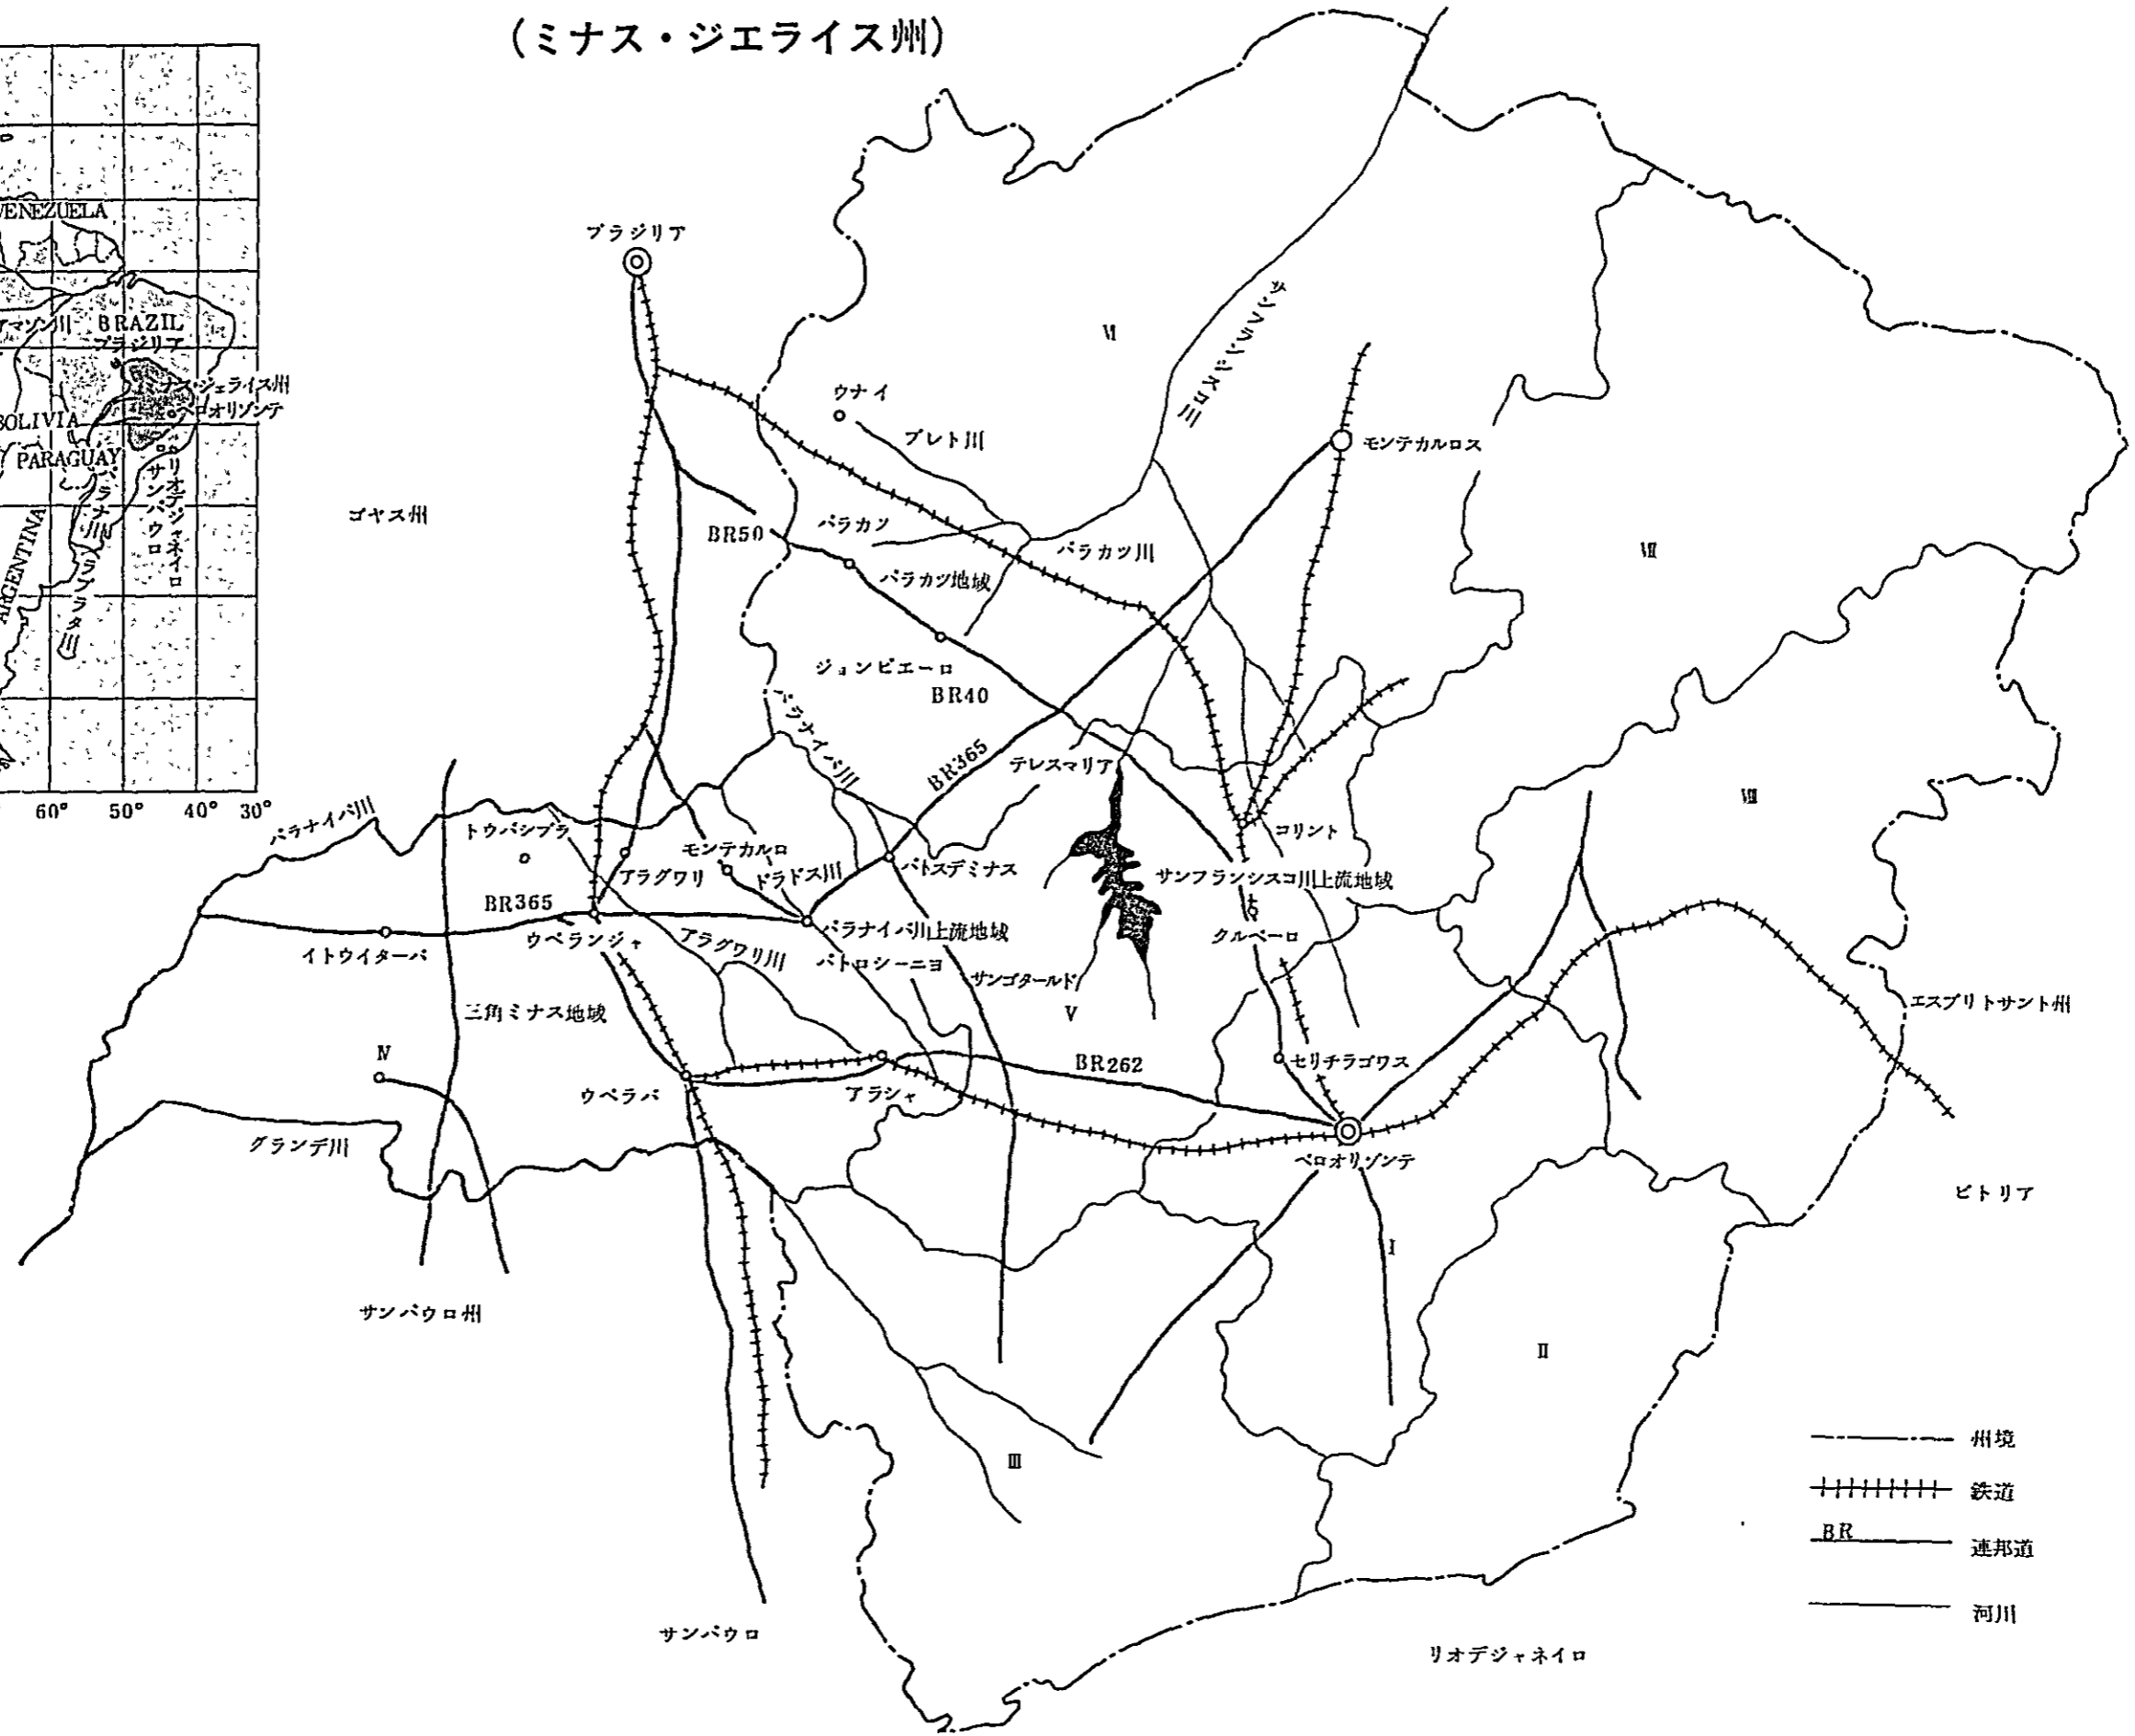 (ミナス・ジエライス州)
VENEZUELA
アマゾン川
BRAZIL
ブラジリア
ミナス・ジェライス州
ベロオリゾンテ
BOLIVIA
PARAGUAY
パラナ川
サンパウロ
リオデジャネイロ
ARGENTINA
ラプラタ川
60°
50°
40°
30°
ブラジリア
ゴヤス州
Ⅵ
サンフランシスコ川
ウナイ
プレト川
モンテカルロス
BR50
パラカツ
パラカツ川
パラカツ地域
Ⅶ
ジョンピエーロ
BR40
パラナイバ川
BR365
テレスマリア
Ⅷ
パラナイバ川
トウパシブラ
モンテカルロ
コリント
アラグワリ
ドラドス川
パトスデミナス
サンフランシスコ川上流地域
BR365
ウベランジャ
パラナイバ川上流地域
クルベーロ
イトウイターバ
アラグワリ川
パトロシーニョ
サンゴタールド
三角ミナス地域
Ⅴ
エスプリトサント州
Ⅳ
BR262
セリチラゴワス
ウベラバ
アラシャ
グランデ川
ベロオリゾンテ
ビトリア
Ⅰ
サンパウロ州
Ⅱ
Ⅲ
州境
鉄道
BR
連邦道
河川
サンパウロ
リオデジャネイロ